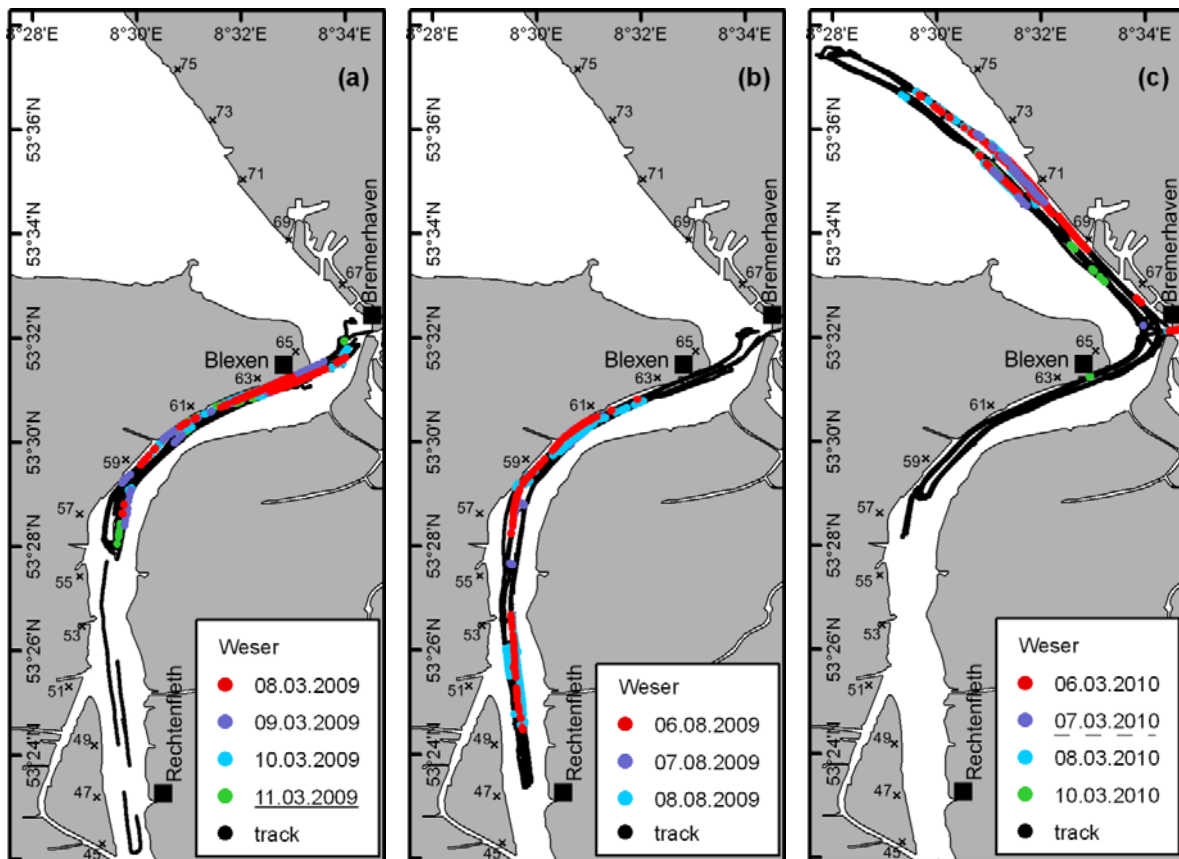 8°28'E 8°30' 8°32' 8°34'
(a)
75
73
53°36'N
71
53°34'N
69
67
Bremerhaven
53°32'N
65
Blexen
63
61
53°30'N
59
57
53°28'N
55
53
53°26'N
51
Rechtenfleth
49
53°24'N
47
45
Weser
08.03.2009
09.03.2009
10.03.2009
11.03.2009
track
8°28'E 8°30' 8°32' 8°34'
(b)
75
73
53°36'N
71
53°34'N
69
67
Bremerhaven
53°32'N
65
Blexen
63
61
53°30'N
59
57
53°28'N
55
53
53°26'N
51
Rechtenfleth
49
53°24'N
47
45
Weser
06.08.2009
07.08.2009
08.08.2009
track
8°28'E 8°30' 8°32' 8°34'
(c)
75
73
53°36'N
71
53°34'N
69
67
Bremerhaven
53°32'N
65
Blexen
63
61
53°30'N
59
57
53°28'N
55
53
53°26'N
51
Rechtenfleth
49
53°24'N
47
45
Weser
06.03.2010
07.03.2010
08.03.2010
10.03.2010
track